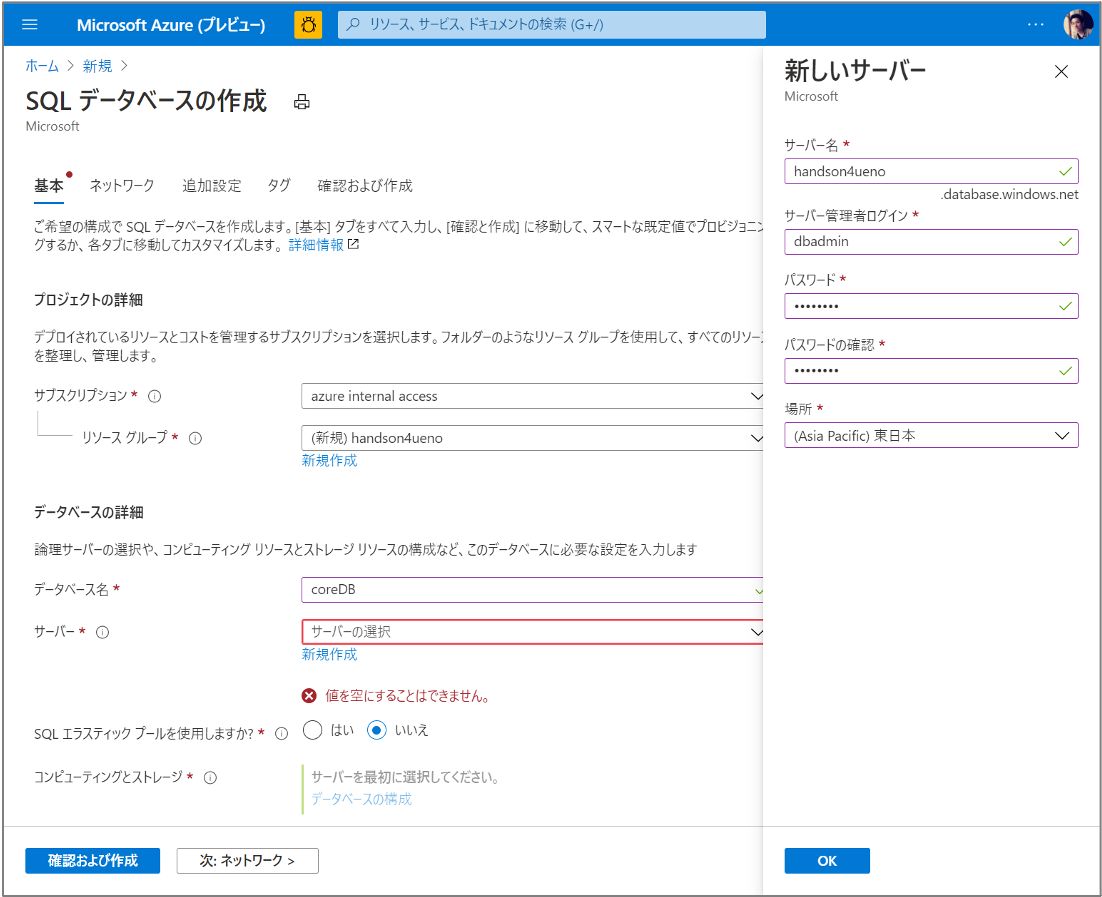 Microsoft Azure (プレビュー)
リソース、サービス、ドキュメントの検索 (G+/)
ホーム > 新規 >
SQL データベースの作成
Microsoft
基本 ネットワーク 追加設定 タグ 確認および作成
ご希望の構成で SQL データベースを作成します。[基本] タブをすべて入力し、[確認と作成] に移動して、スマートな既定値でプロビジョニン
グするか、各タブに移動してカスタマイズします。 詳細情報
プロジェクトの詳細
デプロイされているリソースとコストを管理するサブスクリプションを選択します。フォルダーのようなリソース グループを使用して、すべてのリソース
を整理し、管理します。
サブスクリプション *
azure internal access
リソース グループ *
(新規) handson4ueno
新規作成
データベースの詳細
論理サーバーの選択や、コンピューティング リソースとストレージ リソースの構成など、このデータベースに必要な設定を入力します
データベース名 *
coreDB
サーバー *
サーバーの選択
新規作成
値を空にすることはできません。
SQL エラスティック プールを使用しますか? *
はい いいえ
コンピューティングとストレージ *
サーバーを最初に選択してください。
データベースの構成
確認および作成
次: ネットワーク >
新しいサーバー
Microsoft
サーバー名 *
handson4ueno
.database.windows.net
サーバー管理者ログイン *
dbadmin
パスワード *
••••••••
パスワードの確認 *
••••••••
場所 *
(Asia Pacific) 東日本
OK